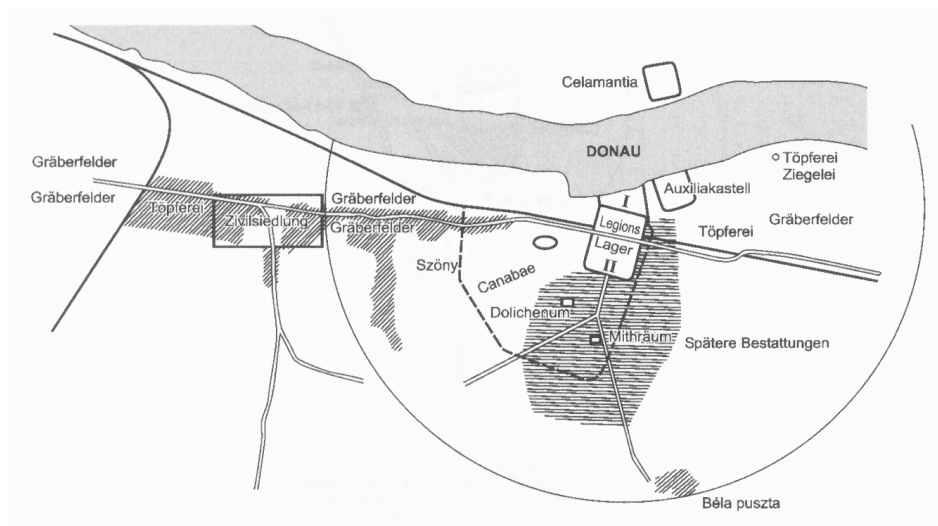 Celamantia
DONAU
Töpferei
Ziegelei
Gräberfelder
Gräberfelder
Töpferei
Zivilsiedlung
Gräberfelder
Gräberfelder
Auxiliakastell
I
Legions
Lager
II
Töpferei
Gräberfelder
Szöny
Canabae
Dolichenum
Mithräum
Spätere Bestattungen
Béla puszta